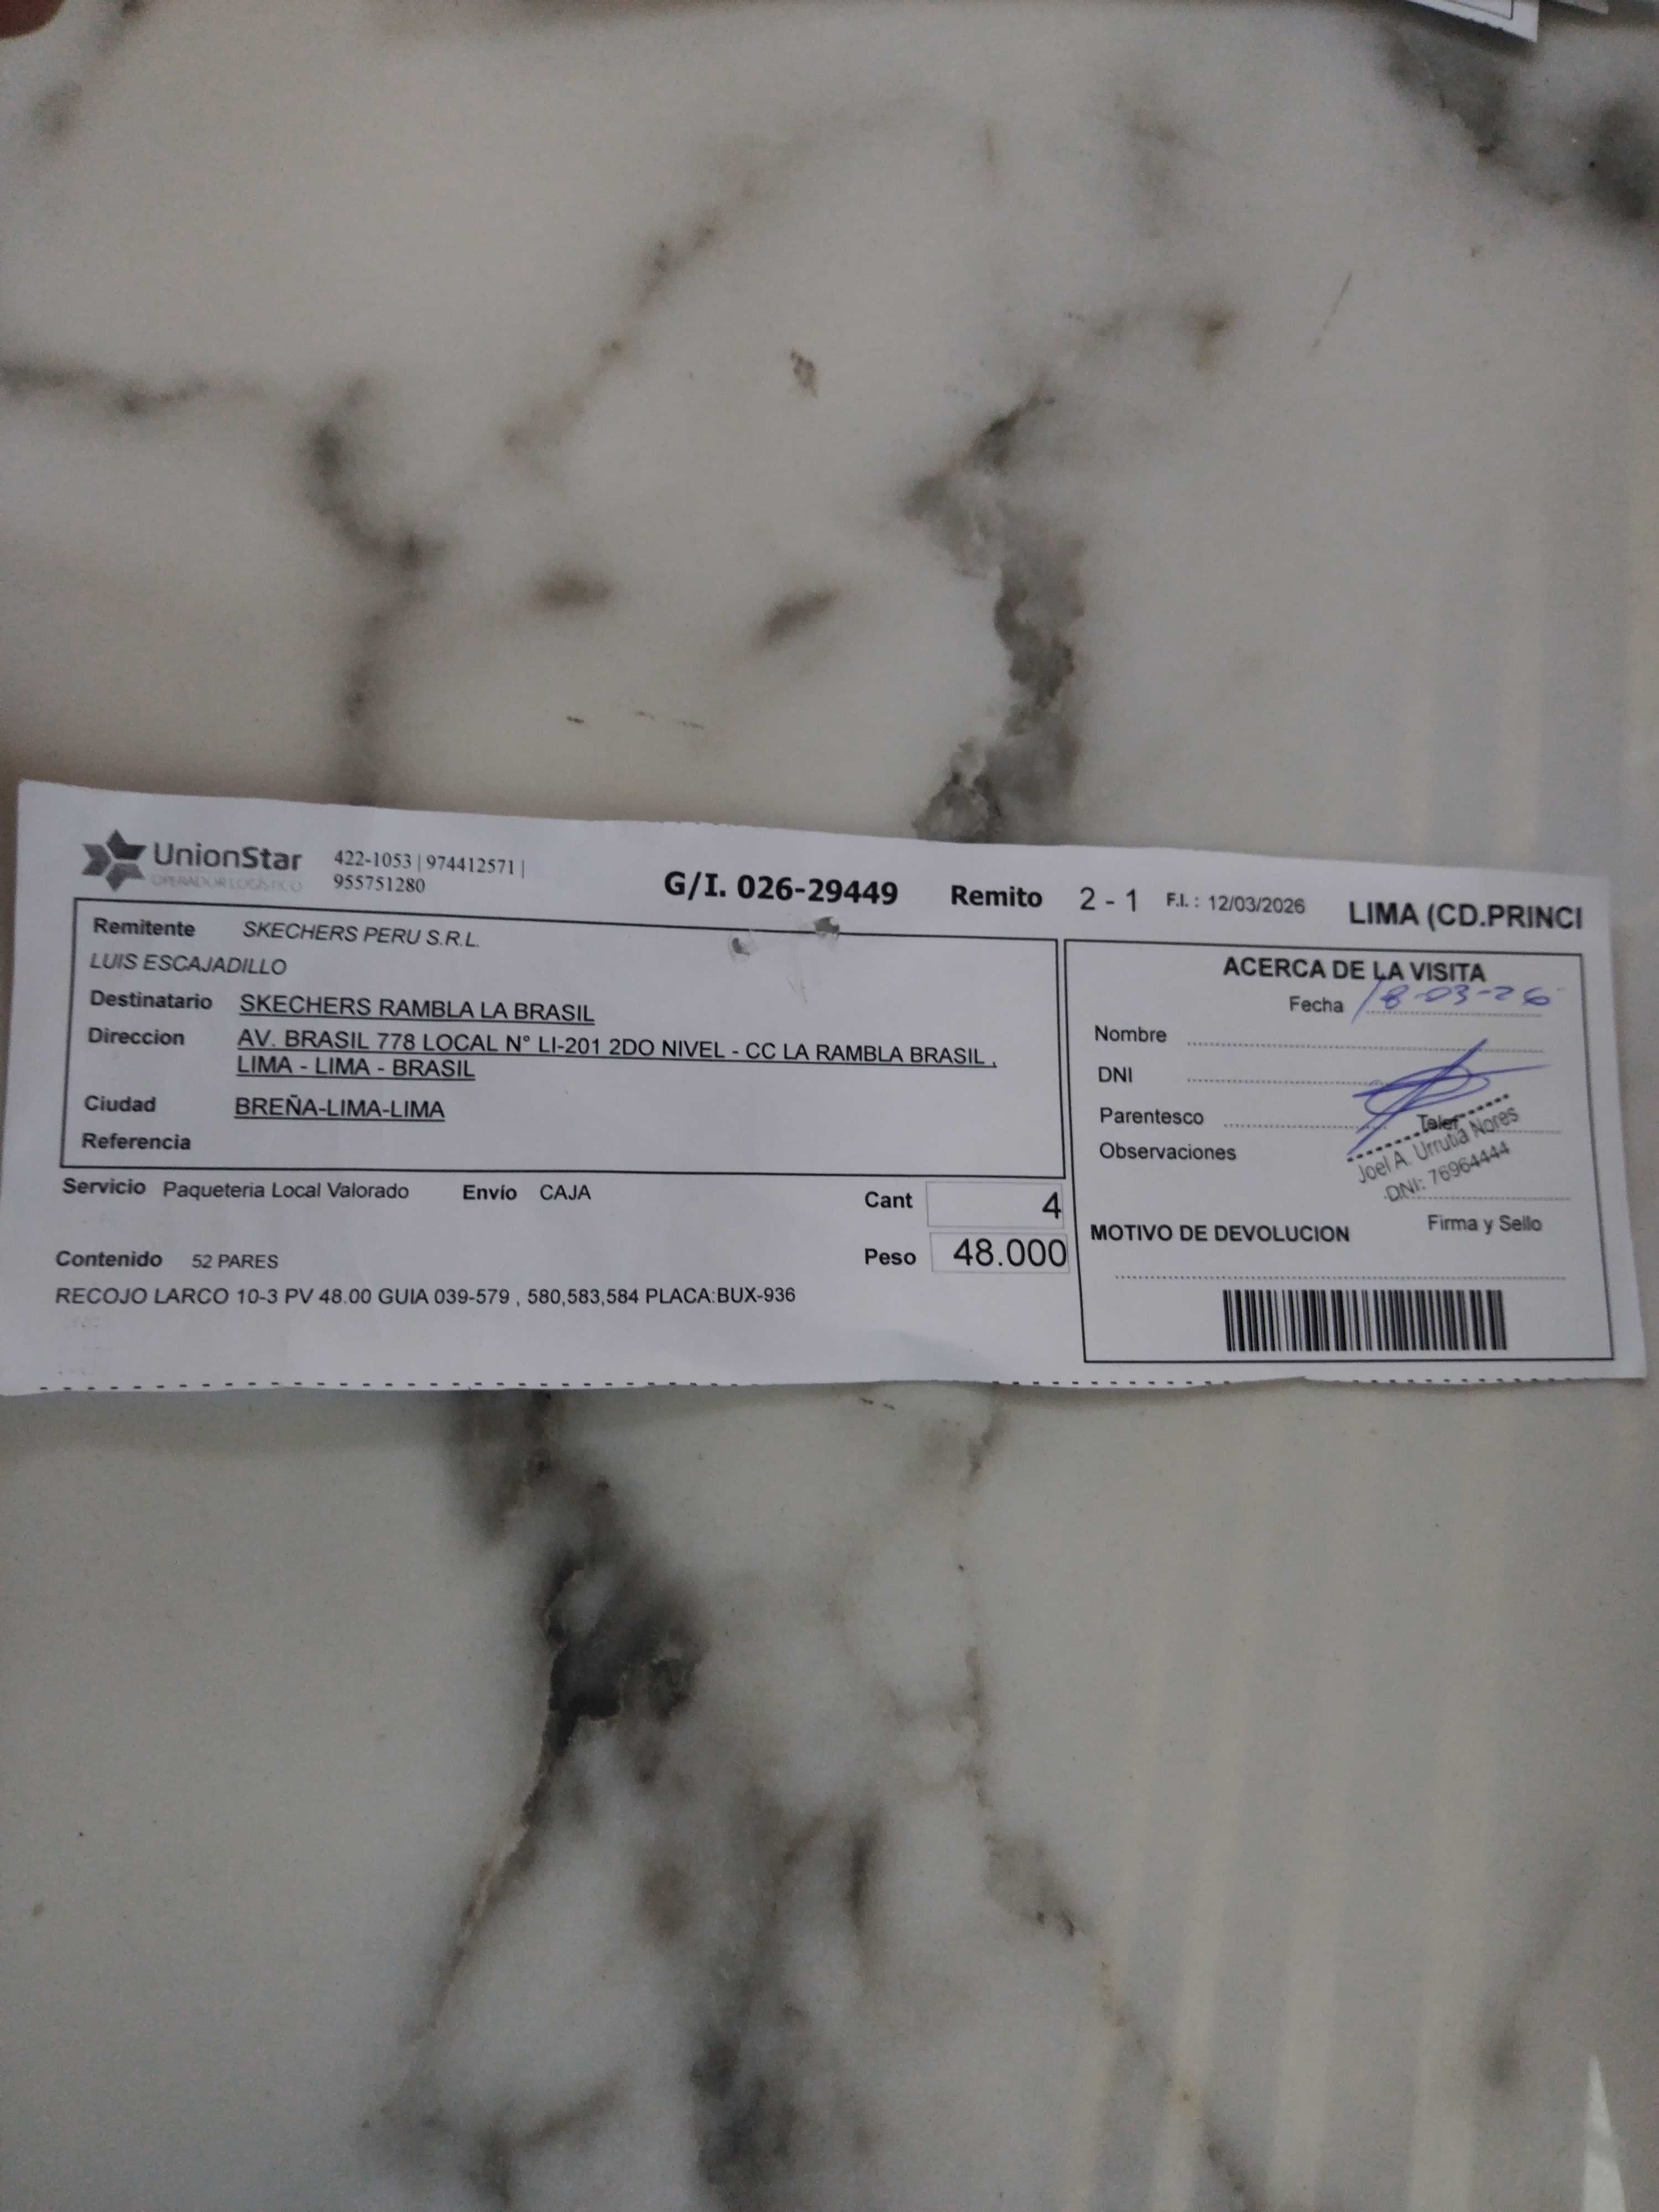 UnionStar
OPERADOR LOGISTICO
422-1053 | 974412571 |
955751280
G/I. 026-29449 Remito 2 - 1 F.I. : 12/03/2026 LIMA (CD.PRINCI
Remitente SKECHERS PERU S.R.L.
LUIS ESCAJADILLO
Destinatario SKECHERS RAMBLA LA BRASIL
Direccion AV. BRASIL 778 LOCAL N° LI-201 2DO NIVEL - CC LA RAMBLA BRASIL ,
LIMA - LIMA - BRASIL
Ciudad BREÑA-LIMA-LIMA
Referencia
Servicio Paqueteria Local Valorado Envío CAJA Cant 4
Contenido 52 PARES Peso 48.000
RECOJO LARCO 10-3 PV 48.00 GUIA 039-579 , 580,583,584 PLACA:BUX-936
ACERCA DE LA VISITA
Fecha 18-03-26
Nombre
DNI
Parentesco
Observaciones
Joel A. Urrutia Nores
DNI: 76964444
Firma y Sello
MOTIVO DE DEVOLUCION